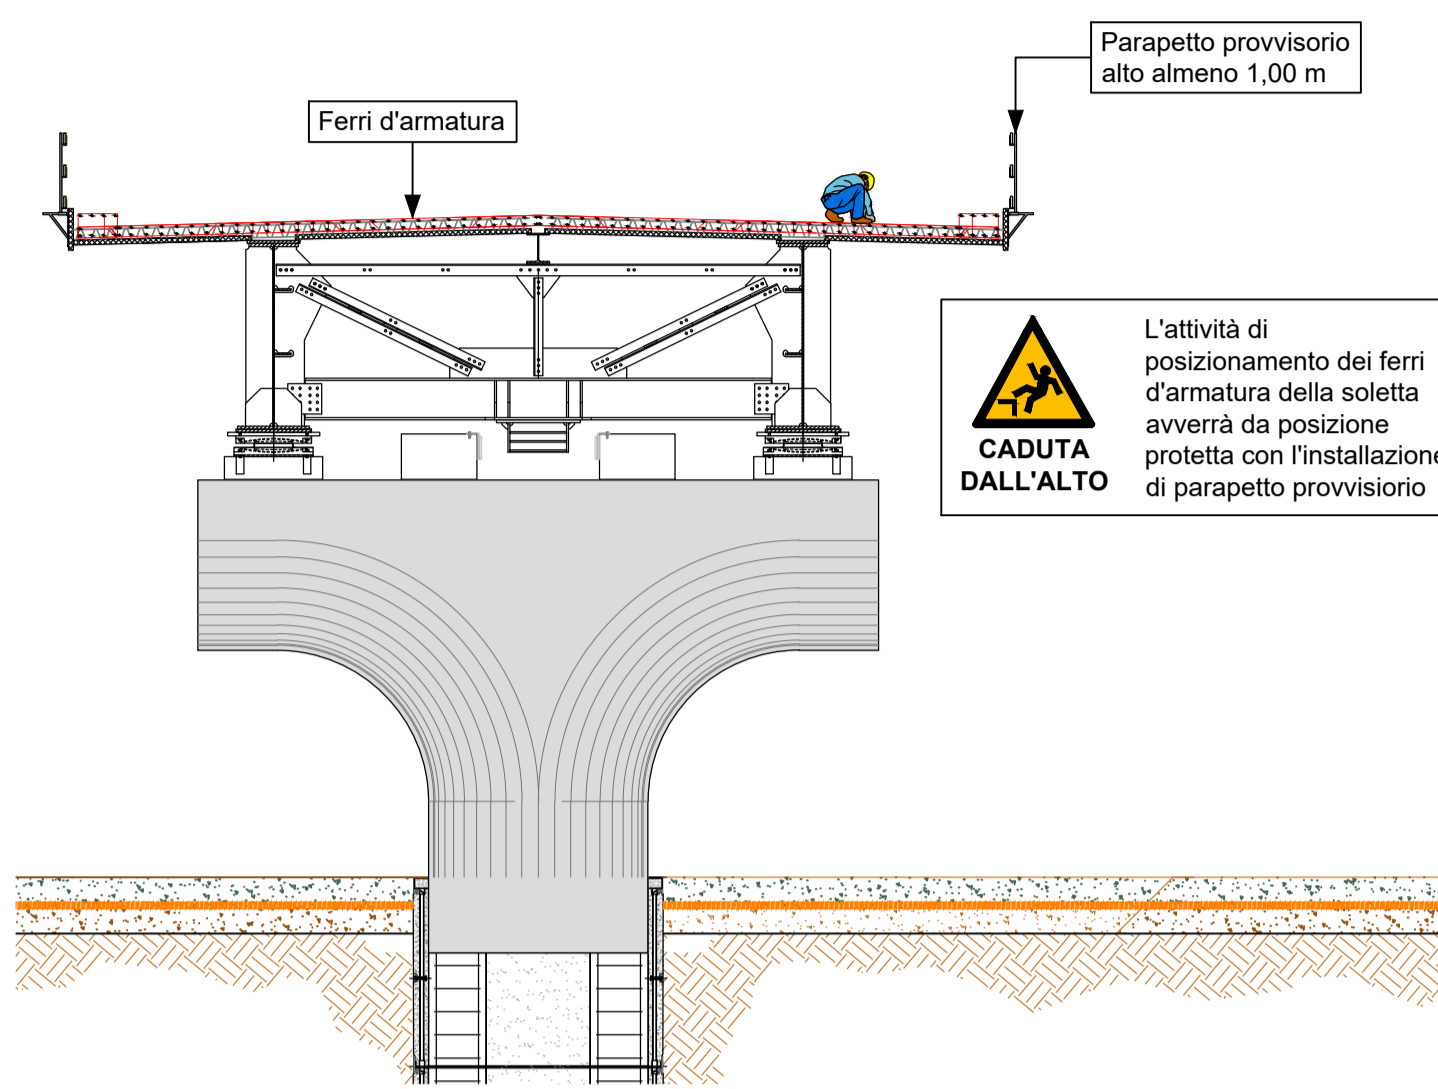 Parapetto provvisorio
alto almeno 1,00 m
Ferri d'armatura
L'attività di
posizionamento dei ferri
d'armatura della soletta
avverrà da posizione
protetta con l'installazione
di parapetto provvisiorio
CADUTA
DALL'ALTO